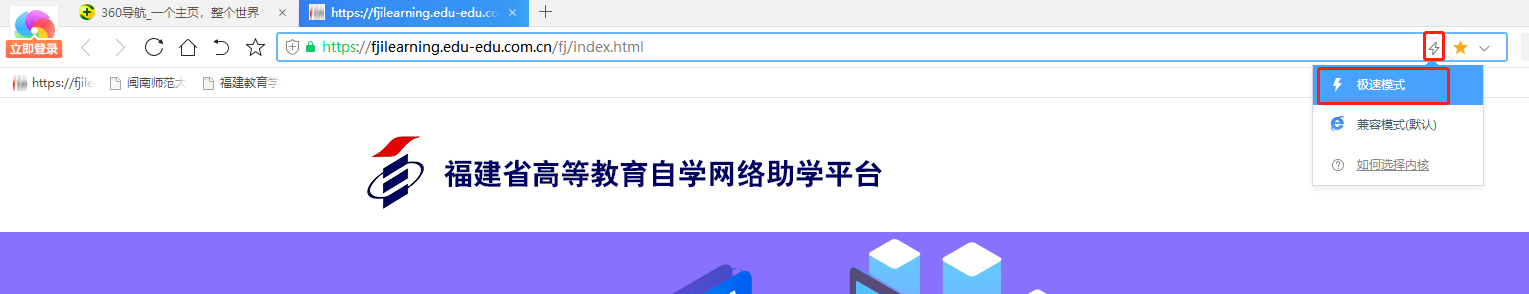 360导航_一个主页，整个世界
https://fjilearning.edu-edu.co
立即登录
https://fjilearning.edu-edu.com.cn/fj/index.html
https://fjile
闽南师范大
福建教育学
极速模式
兼容模式(默认)
如何选择内核
福建省高等教育自学网络助学平台